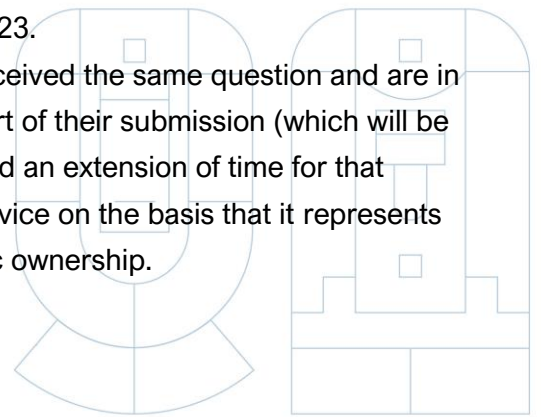 23.
ceived the same question and are in
rt of their submission (which will be
d an extension of time for that
vice on the basis that it represents
c ownership.